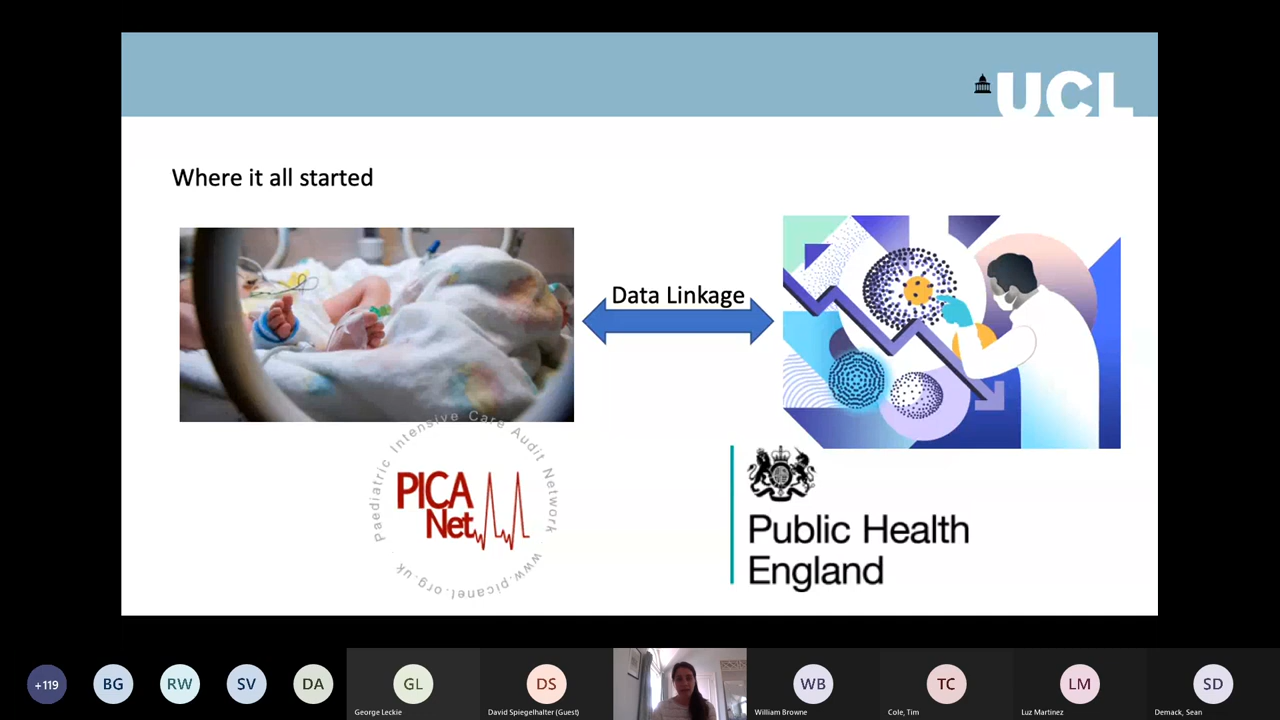 UCL
Where it all started
Data Linkage
Paediatric Intensive Care Audit Network
PICA
Net
www.picanet.org.uk
Public Health
England
+119
BG
RW
SV
DA
GL
DS
WB
TC
LM
SD
George Leckie
David Spiegelhalter (Guest)
William Browne
Cole, Tim
Luz Martinez
Demack, Sean